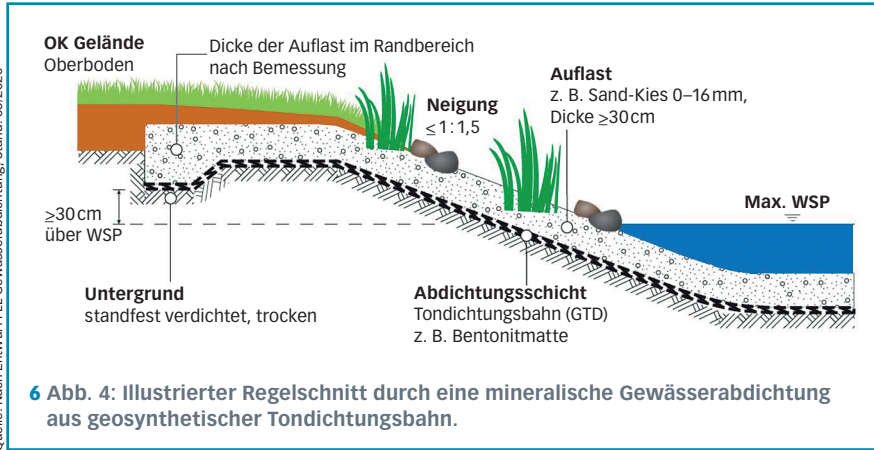 OK Gelände
Oberboden
Dicke der Auflast im Randbereich
nach Bemessung
Neigung
≤ 1 : 1,5
Auflast
z. B. Sand-Kies 0–16 mm,
Dicke ≥30 cm
Max. WSP
≥30 cm
über WSP
Untergrund
standfest verdichtet, trocken
Abdichtungsschicht
Tondichtungsbahn (GTD)
z. B. Bentonitmatte
6 Abb. 4: Illustrierter Regelschnitt durch eine mineralische Gewässerabdichtung
aus geosynthetischer Tondichtungsbahn.